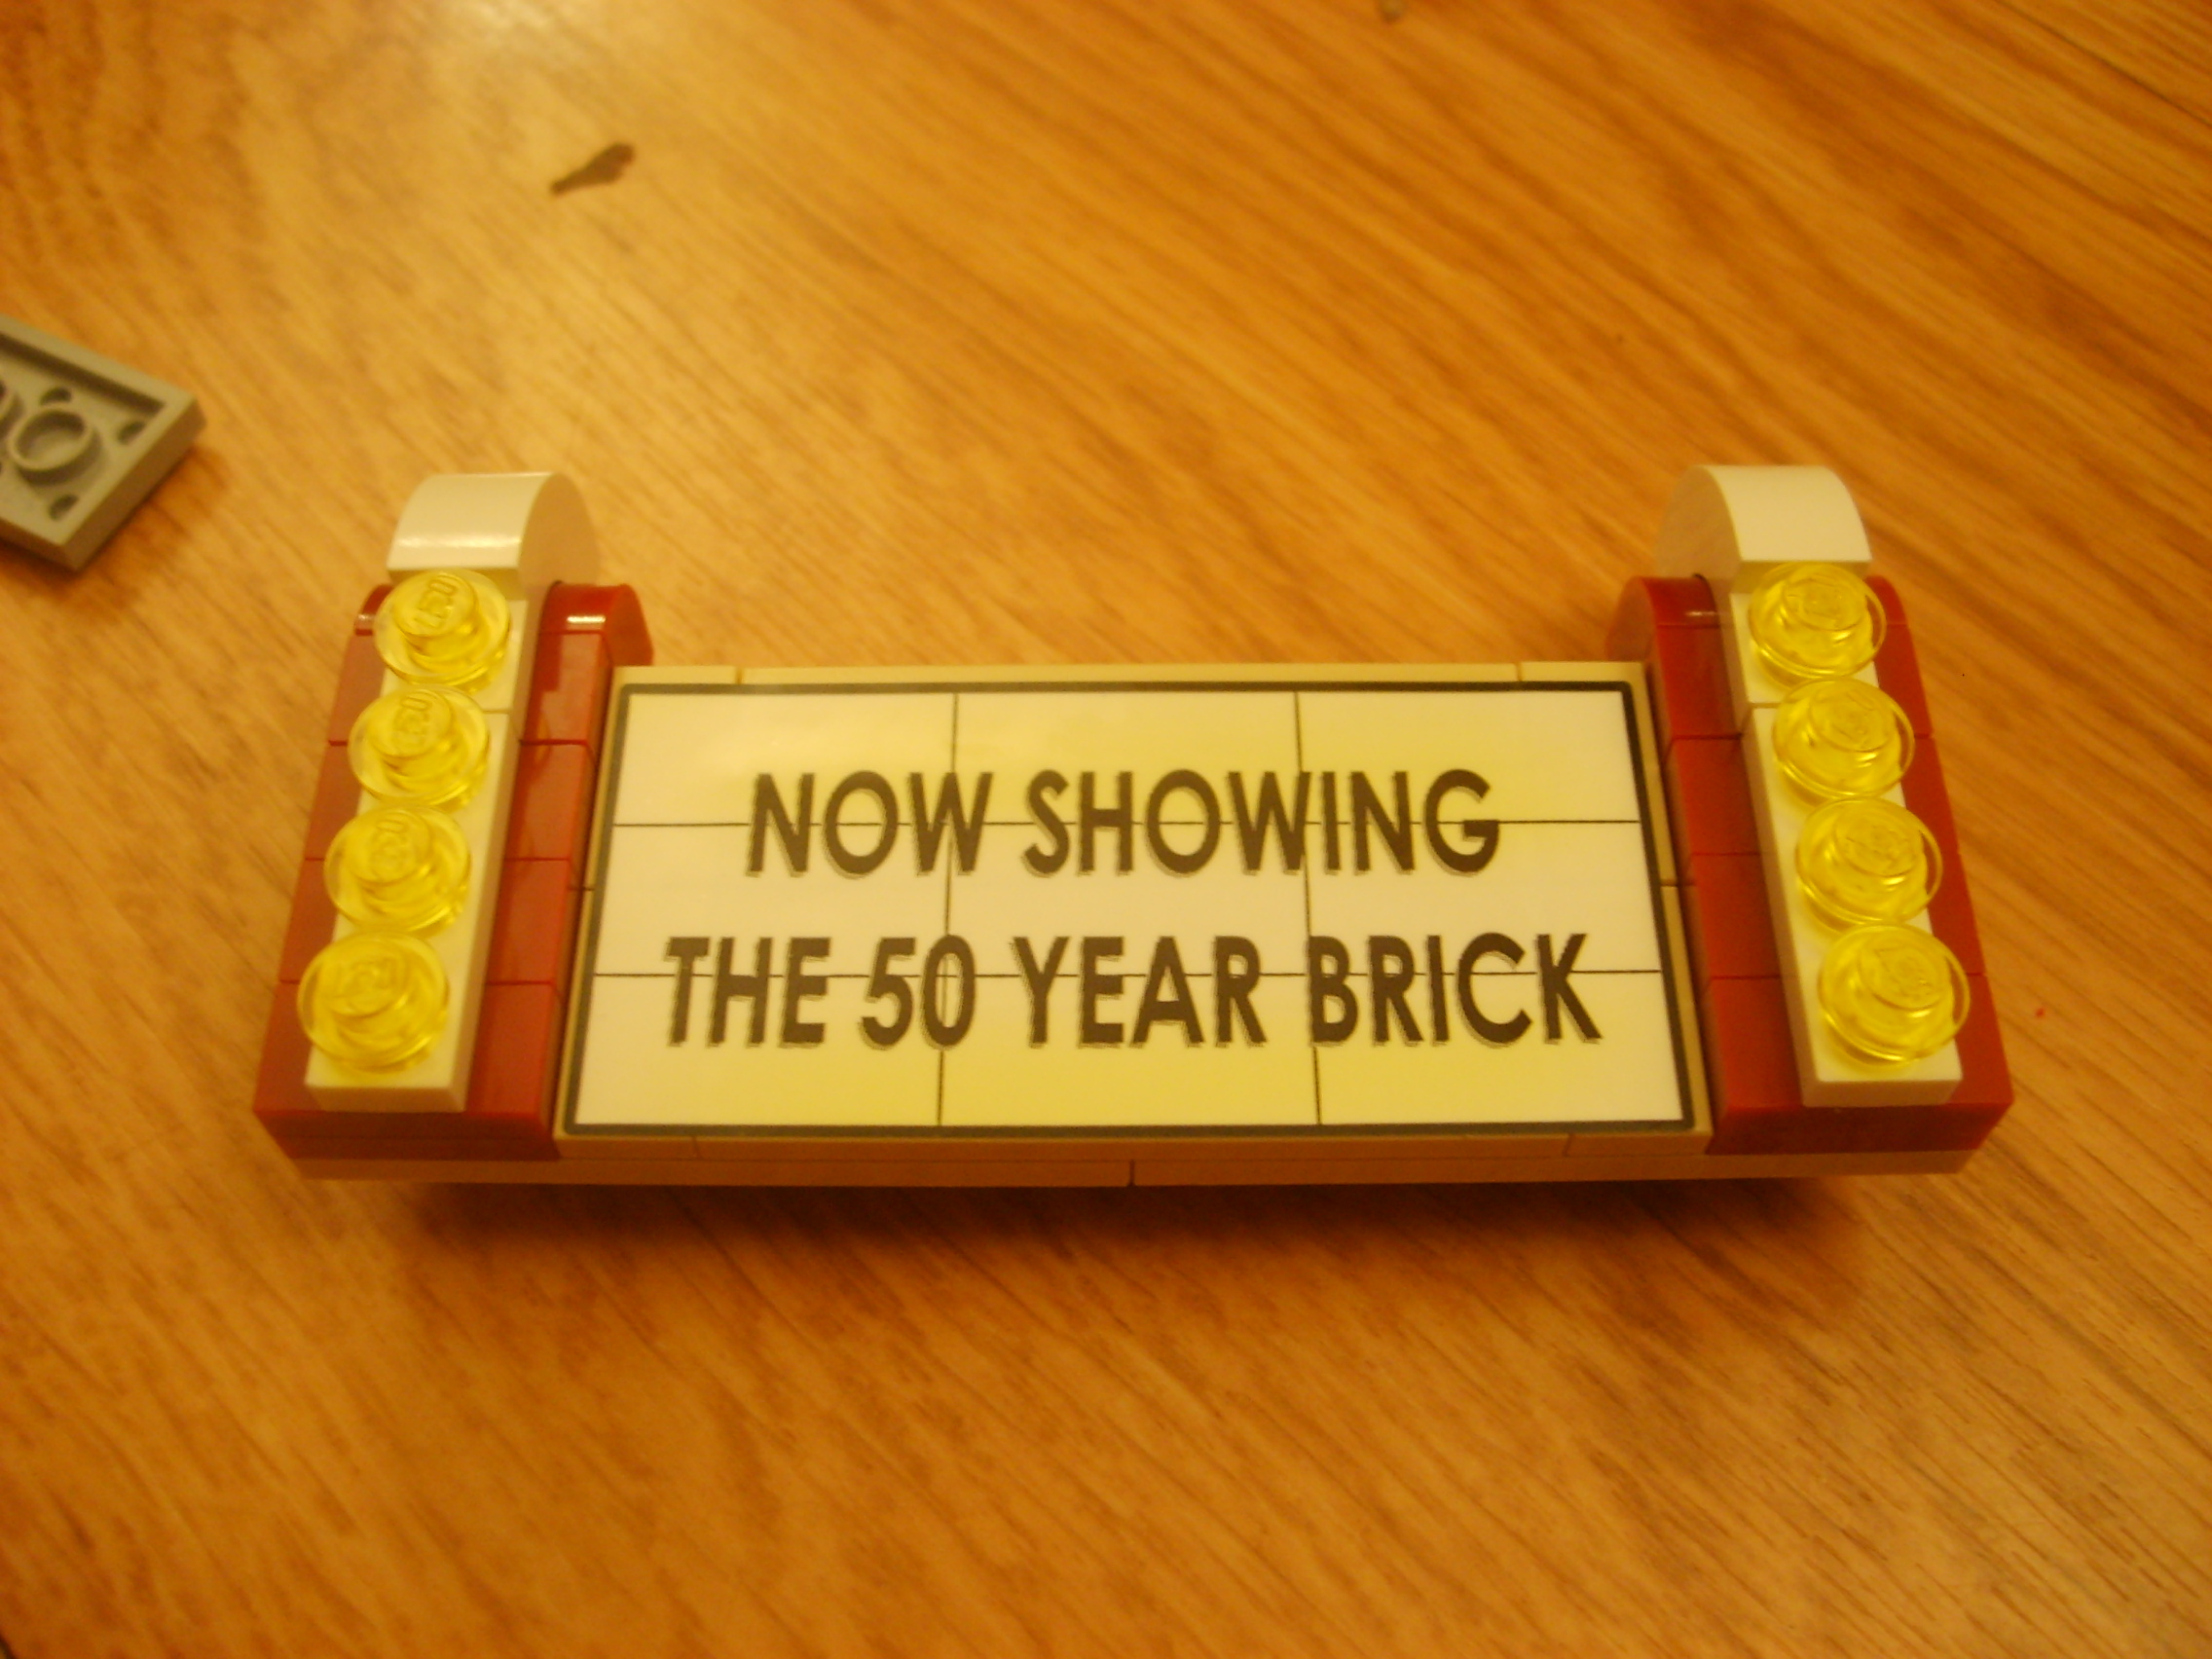 NOW SHOWING
THE 50 YEAR BRICK